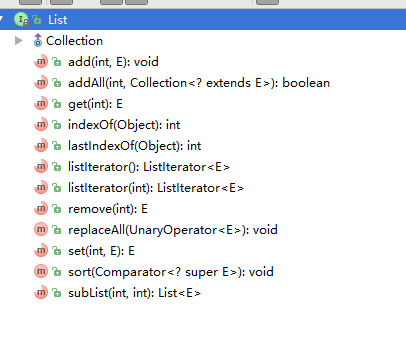 List
Collection
add(int, E): void
addAll(int, Collection<? extends E>): boolean
get(int): E
indexOf(Object): int
lastIndexOf(Object): int
listIterator(): ListIterator<E>
listIterator(int): ListIterator<E>
remove(int): E
replaceAll(UnaryOperator<E>): void
set(int, E): E
sort(Comparator<? super E>): void
subList(int, int): List<E>